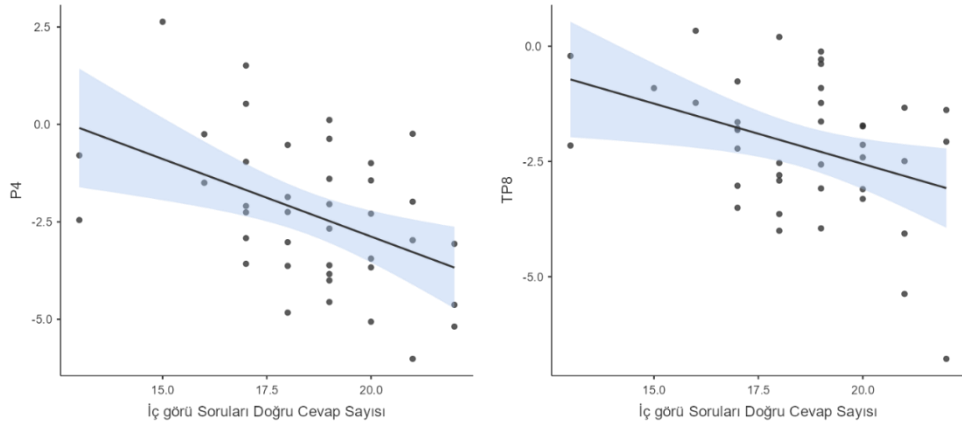 P4
2.5
0.0
-2.5
-5.0
15.0 17.5 20.0
İç görü Soruları Doğru Cevap Sayısı
TP8
0.0
-2.5
-5.0
15.0 17.5 20.0
İç görü Soruları Doğru Cevap Sayısı